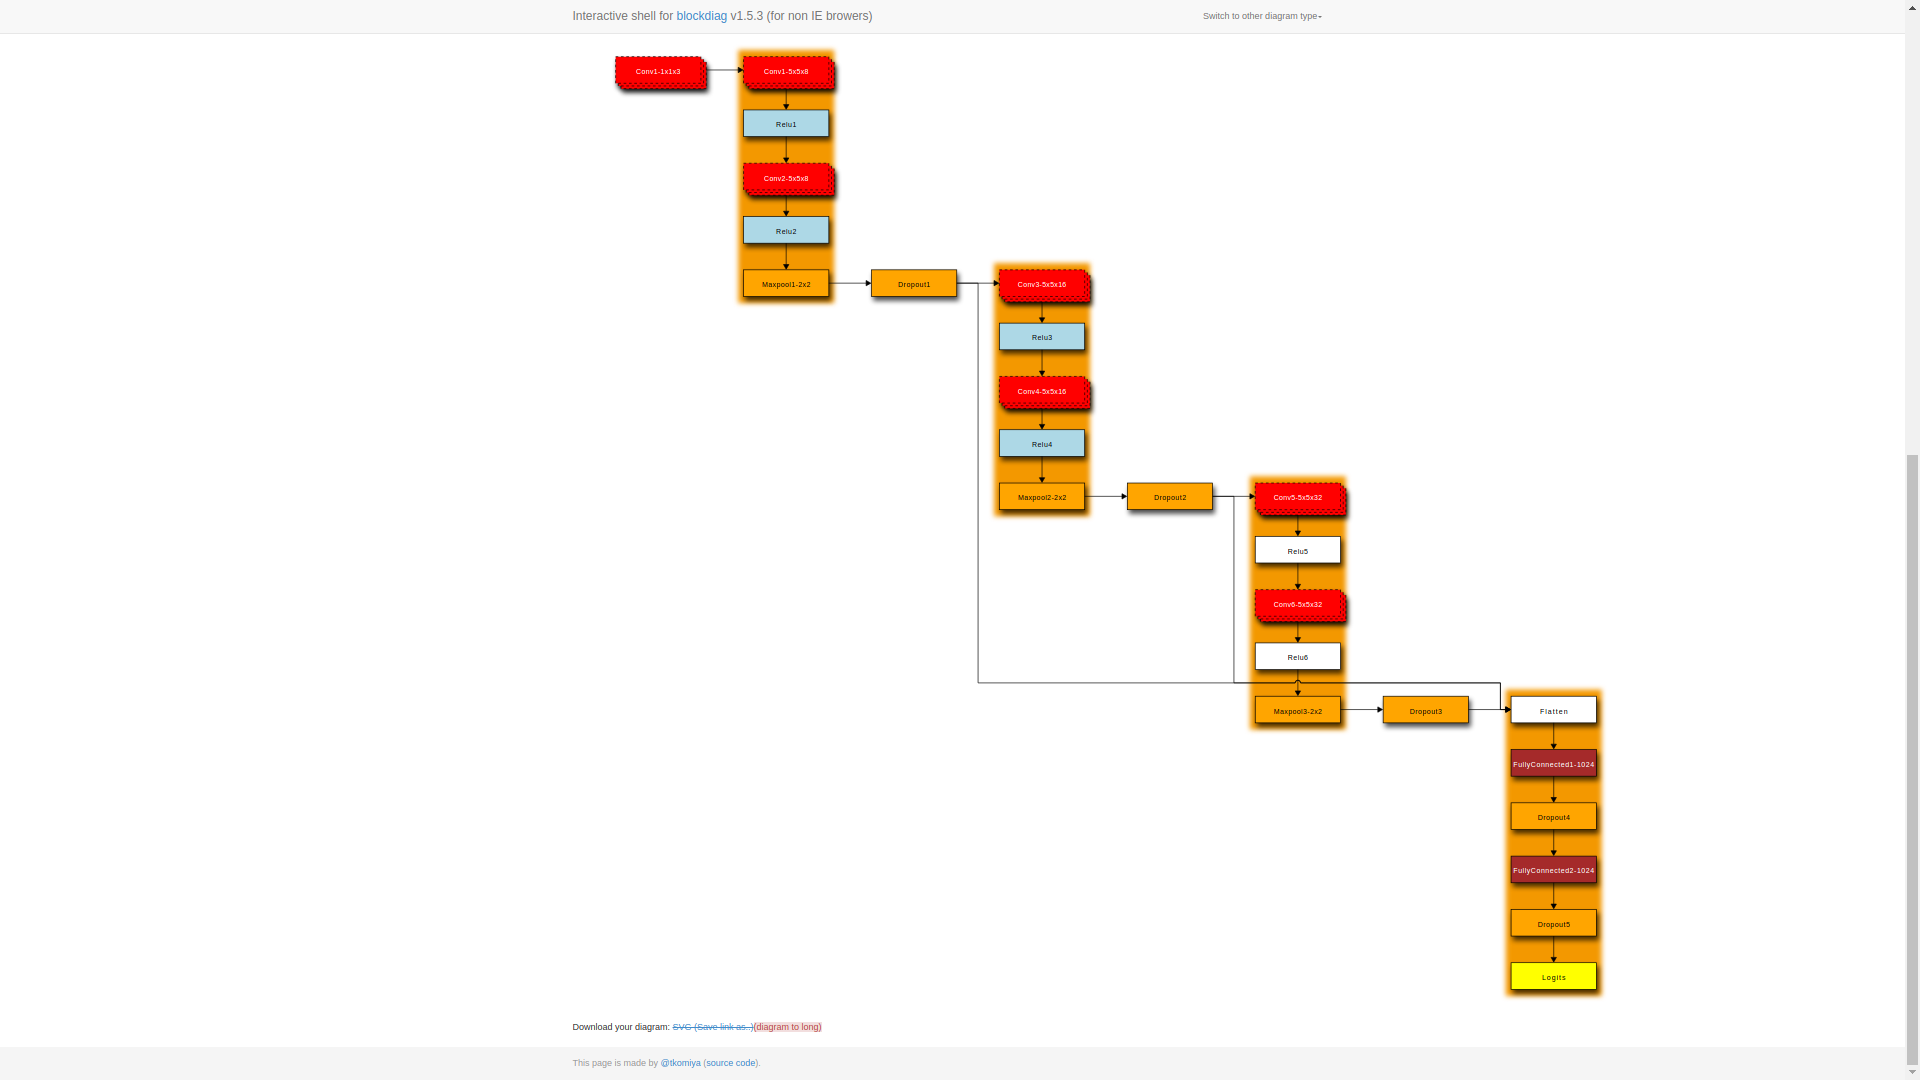 Interactive shell for blockdiag v1.5.3 (for non IE browers)
Switch to other diagram type
Conv1-1x1x3
Conv1-5x5x8
Relu1
Conv2-5x5x8
Relu2
Maxpool1-2x2
Dropout1
Conv3-5x5x16
Relu3
Conv4-5x5x16
Relu4
Maxpool2-2x2
Dropout2
Conv5-5x5x32
Relu5
Conv6-5x5x32
Relu6
Maxpool3-2x2
Dropout3
Flatten
FullyConnected1-1024
Dropout4
FullyConnected2-1024
Dropout5
Logits
Download your diagram: SVG (Save link as..)(diagram to long)
This page is made by @tkomiya (source code).